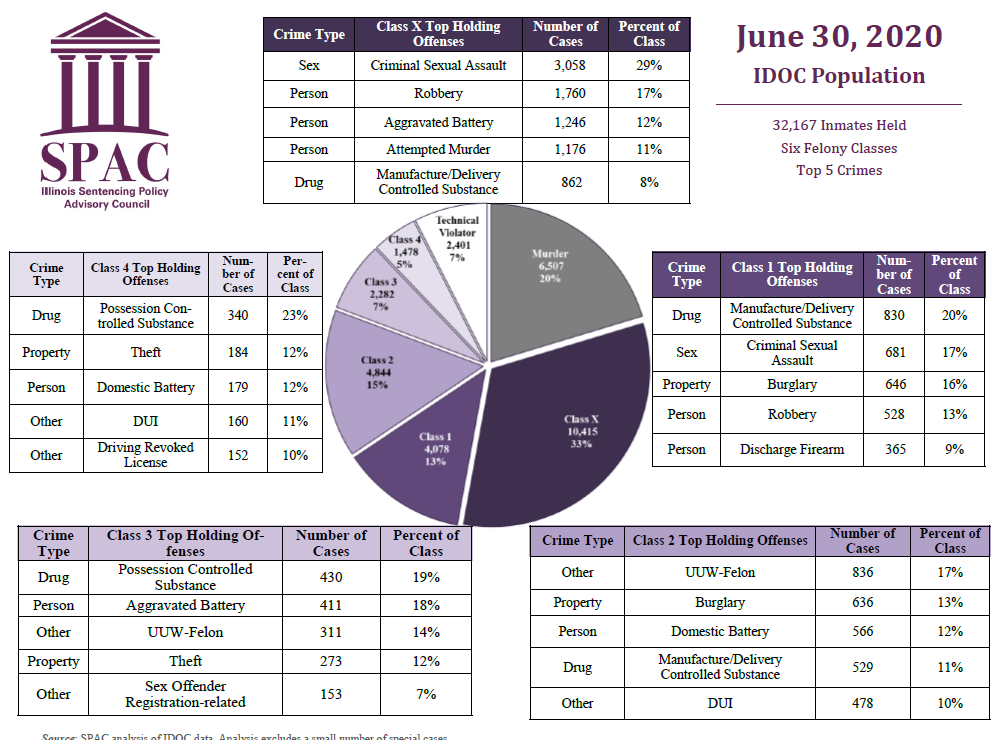 SPAC
Illinois Sentencing Policy
Advisory Council
Crime Type Class X Top Holding Offenses Number of Cases Percent of Class
Sex Criminal Sexual Assault 3,058 29%
Person Robbery 1,760 17%
Person Aggravated Battery 1,246 12%
Person Attempted Murder 1,176 11%
Drug Manufacture/Delivery Controlled Substance 862 8%
June 30, 2020
IDOC Population
32,167 Inmates Held
Six Felony Classes
Top 5 Crimes
Crime Type Class 4 Top Holding Offenses Num-ber of Cases Per-cent of Class
Drug Possession Con-trolled Substance 340 23%
Property Theft 184 12%
Person Domestic Battery 179 12%
Other DUI 160 11%
Other Driving Revoked License 152 10%
Technical
Violator
2,401
7%
Class 4
1,478
5%
Class 3
2,282
7%
Class 2
4,844
15%
Class 1
4,078
13%
Murder
6,507
20%
Class X
10,415
33%
Crime Type Class 1 Top Holding Offenses Num-ber of Cases Percent of Class
Drug Manufacture/Delivery Controlled Substance 830 20%
Sex Criminal Sexual Assault 681 17%
Property Burglary 646 16%
Person Robbery 528 13%
Person Discharge Firearm 365 9%
Crime Type Class 3 Top Holding Of-fenses Number of Cases Percent of Class
Drug Possession Controlled Substance 430 19%
Person Aggravated Battery 411 18%
Other UUW-Felon 311 14%
Property Theft 273 12%
Other Sex Offender Registration-related 153 7%
Crime Type Class 2 Top Holding Offenses Number of Cases Percent of Class
Other UUW-Felon 836 17%
Property Burglary 636 13%
Person Domestic Battery 566 12%
Drug Manufacture/Delivery Controlled Substance 529 11%
Other DUI 478 10%
Source: SPAC analysis of IDOC data. Analysis excludes a small number of special cases.